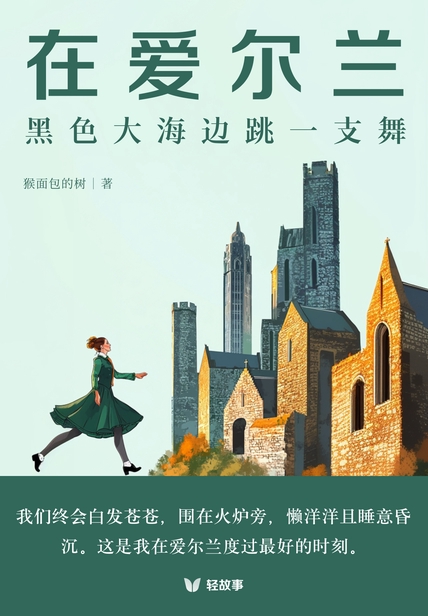 在爱尔兰
黑色大海边跳一支舞
猴面包的树｜著
我们终会白发苍苍，围在火炉旁，懒洋洋且睡意昏
沉。这是我在爱尔兰度过最好的时刻。
轻故事